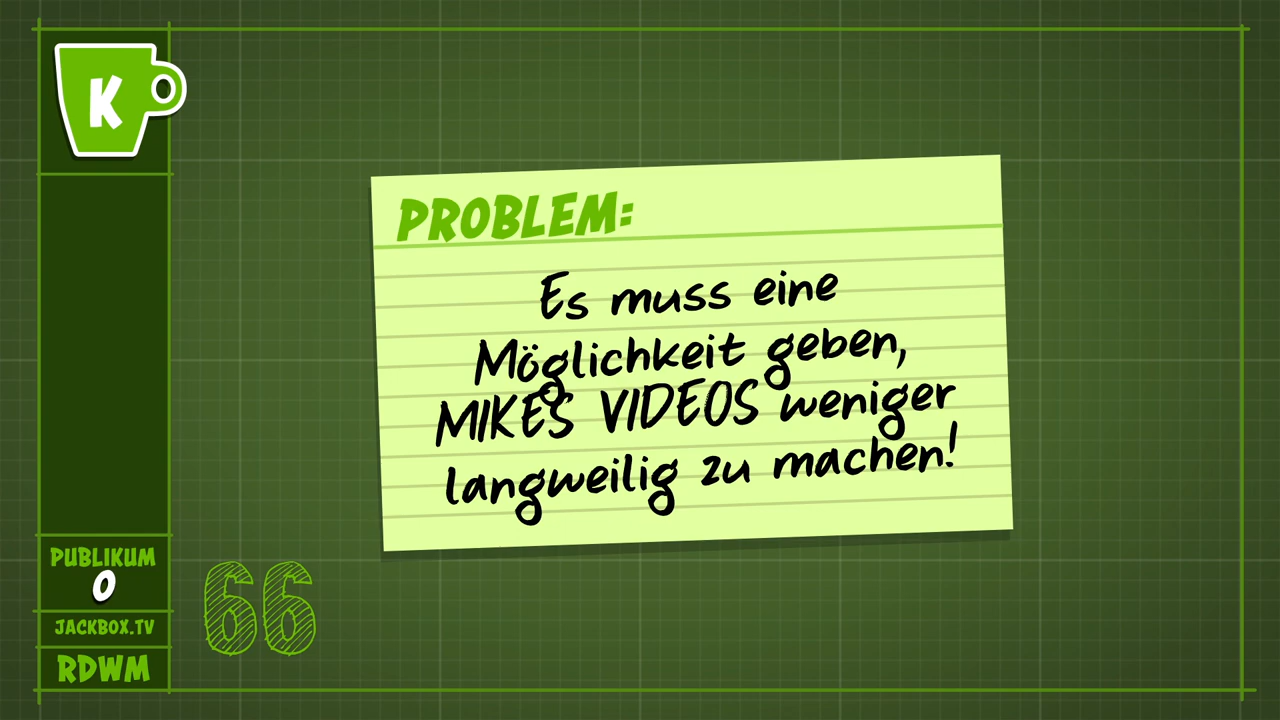 K
PROBLEM:
Es muss eine
Möglichkeit geben,
MIKES VIDEOS weniger
langweilig zu machen!
PUBLIKUM
0
JACKBOX.TV
RDWM
66